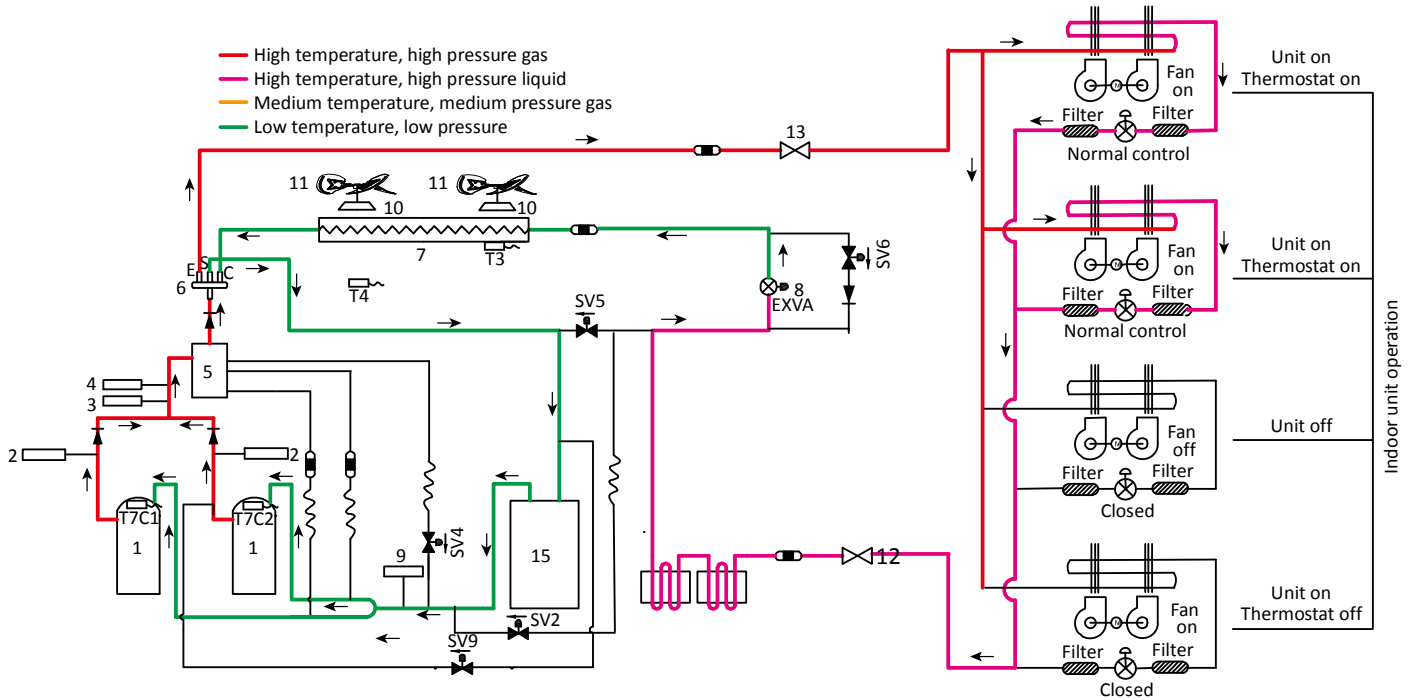 High temperature, high pressure gas
High temperature, high pressure liquid
Medium temperature, medium pressure gas
Low temperature, low pressure
13
11
11
10
10
7
T3
T4
E
S
C
6
8
EXVA
SV6
SV5
5
4
3
2
2
T7C1
T7C2
1
1
9
SV4
15
SV2
SV9
12
Fan
on
Filter
Filter
Normal control
Unit on
Thermostat on
Fan
on
Filter
Filter
Normal control
Unit on
Thermostat on
Fan
off
Filter
Filter
Closed
Unit off
Fan
on
Filter
Filter
Closed
Unit on
Thermostat off
Indoor unit operation